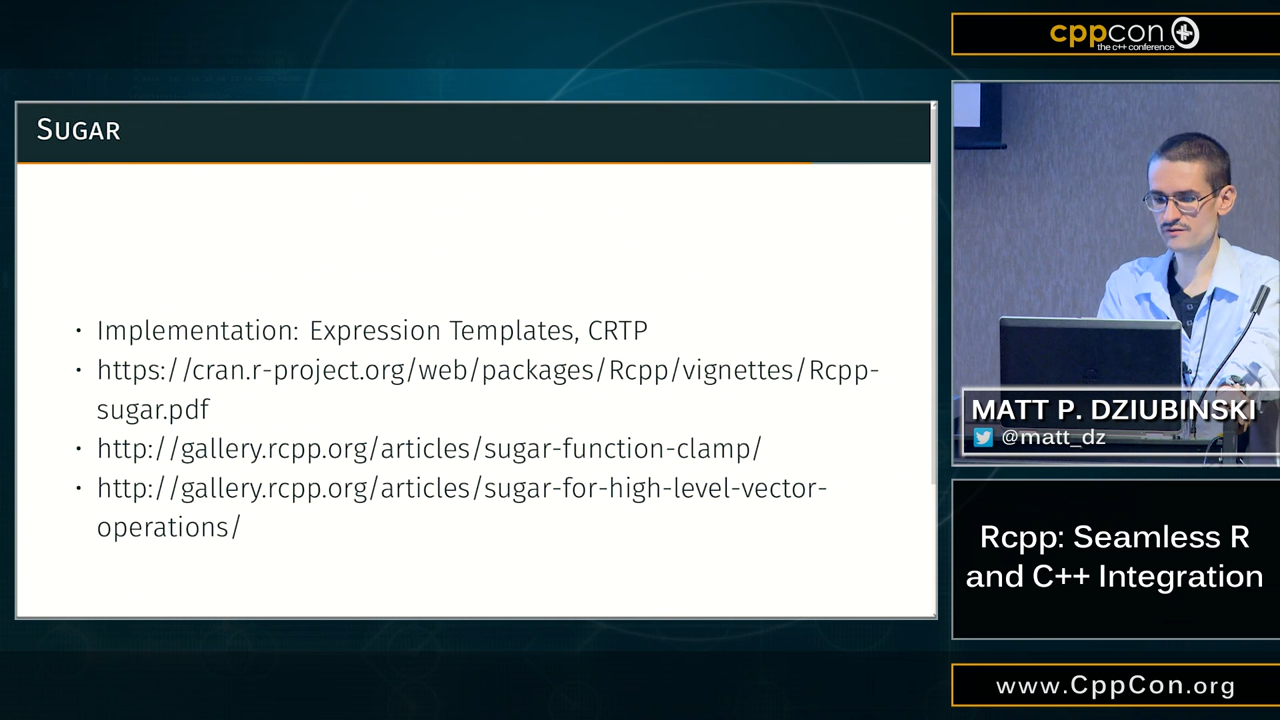 cppcon
the c++ conference
Sugar
• Implementation: Expression Templates, CRTP
• https://cran.r-project.org/web/packages/Rcpp/vignettes/Rcpp-
sugar.pdf
• http://gallery.rcpp.org/articles/sugar-function-clamp/
• http://gallery.rcpp.org/articles/sugar-for-high-level-vector-
operations/
MATT P. DZIUBINSKI
@matt_dz
Rcpp: Seamless R
and C++ Integration
www.CppCon.org